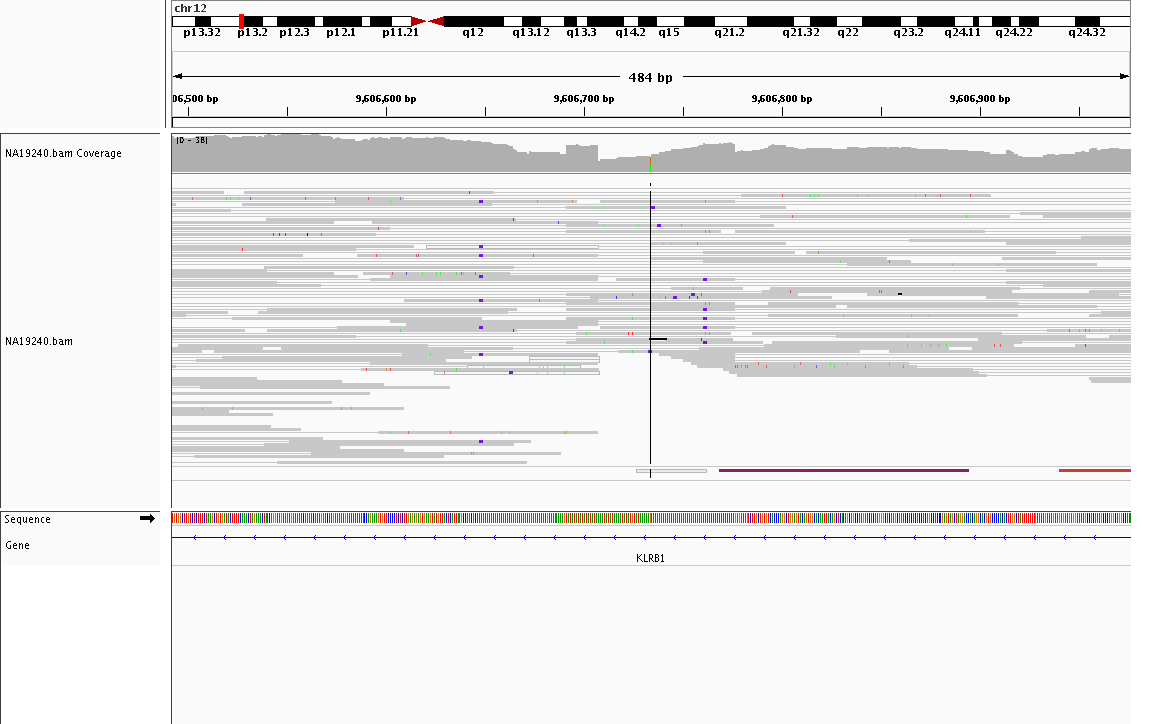 chr12
p13.32 p13.2 p12.3 p12.1 p11.21 q12 q13.12 q13.3 q14.2 q15 q21.2 q21.32 q22 q23.2 q24.11 q24.22 q24.32
484 bp
06,500 bp 9,606,600 bp 9,606,700 bp 9,606,800 bp 9,606,900 bp
[0 - 38]
NA19240.bam Coverage
NA19240.bam
Sequence
Gene
KLRB1